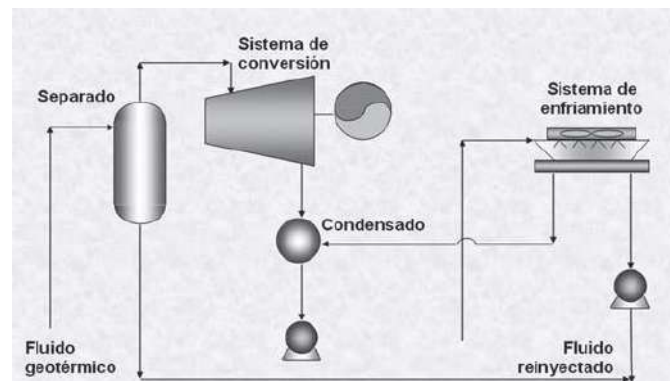 Sistema de
conversión
Separado
Sistema de
enfriamiento
Condensado
Fluido
geotérmico
Fluido
reinyectado